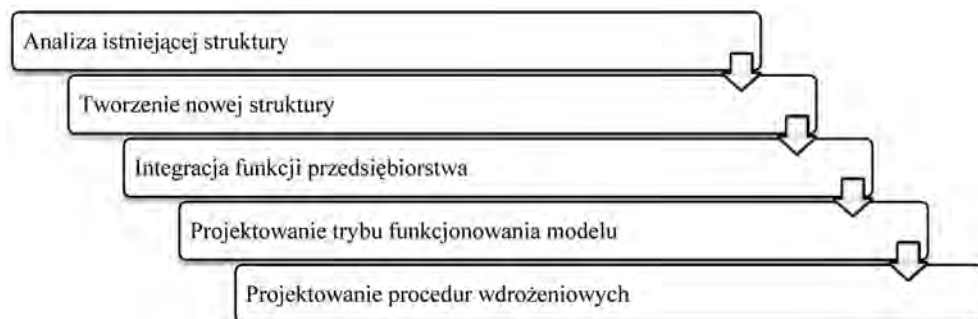 Analiza istniejącej struktury
Tworzenie nowej struktury
Integracja funkcji przedsiębiorstwa
Projektowanie trybu funkcjonowania modelu
Projektowanie procedur wdrożeniowych